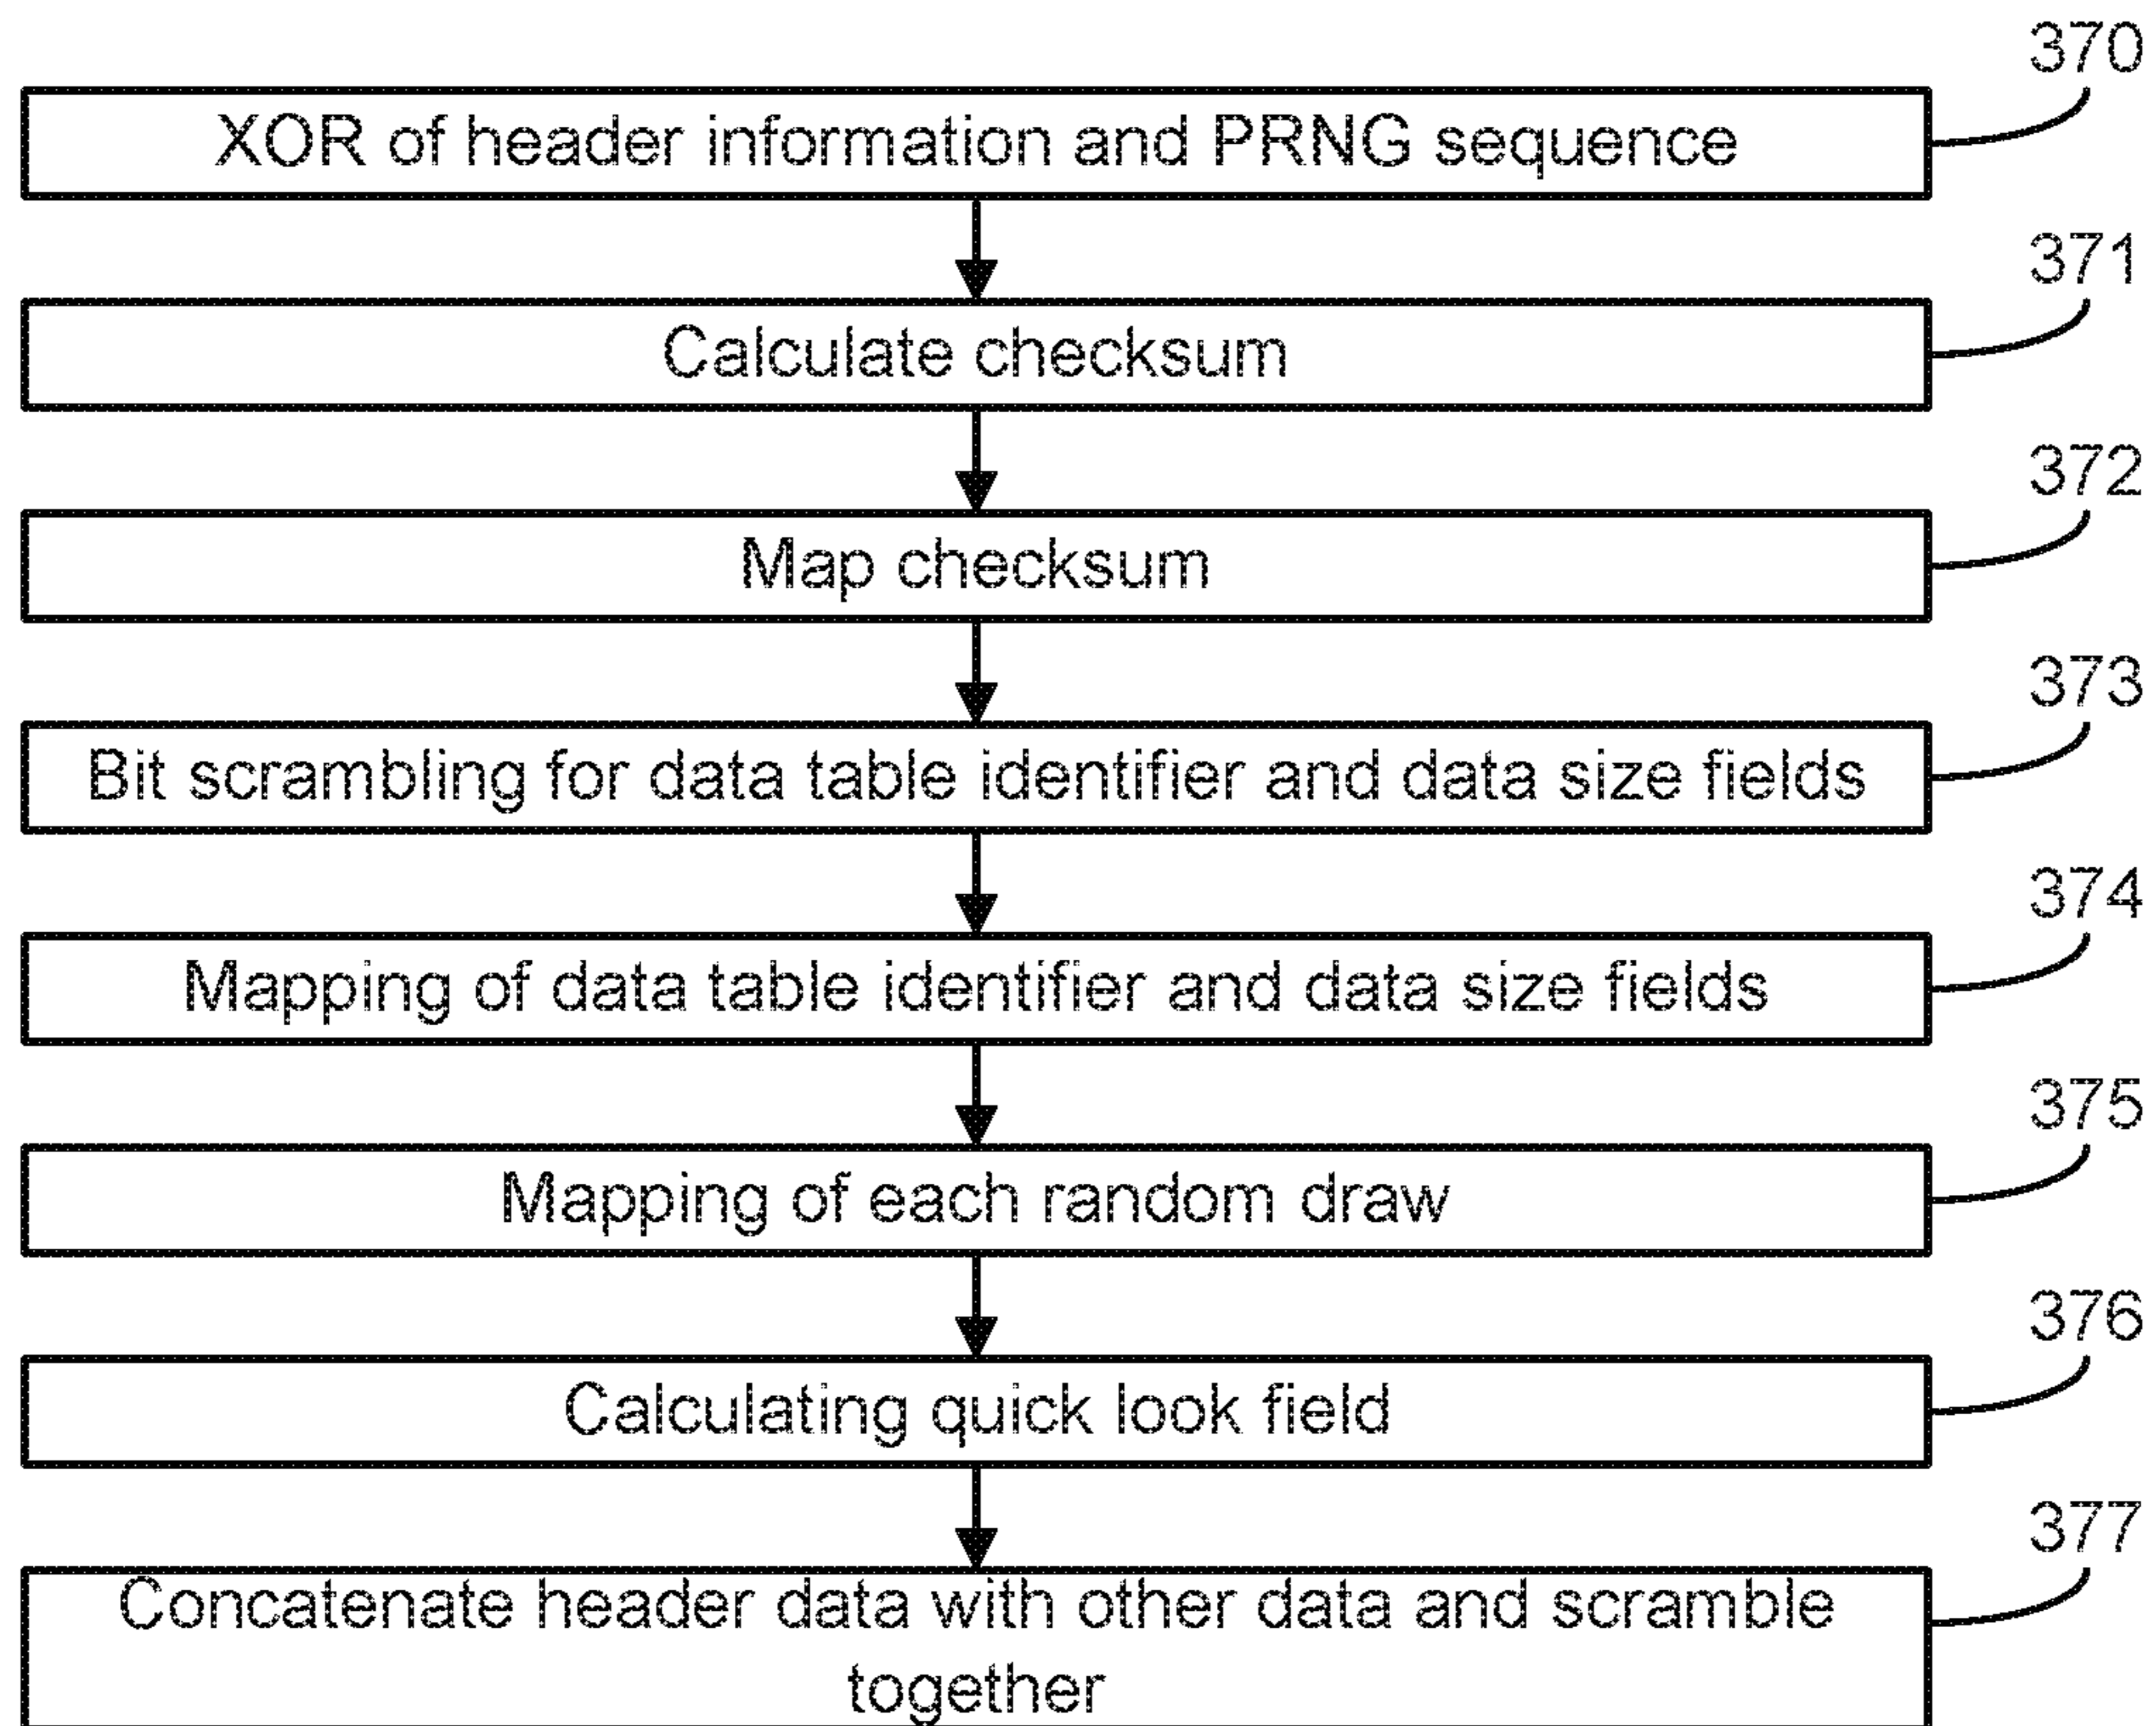 370
XOR of header information and PRNG sequence
371
Calculate checksum
372
Map checksum
373
Bit scrambling for data table identifier and data size fields
374
Mapping of data table identifier and data size fields
375
Mapping of each random draw
376
Calculating quick look field
377
Concatenate header data with other data and scramble
together